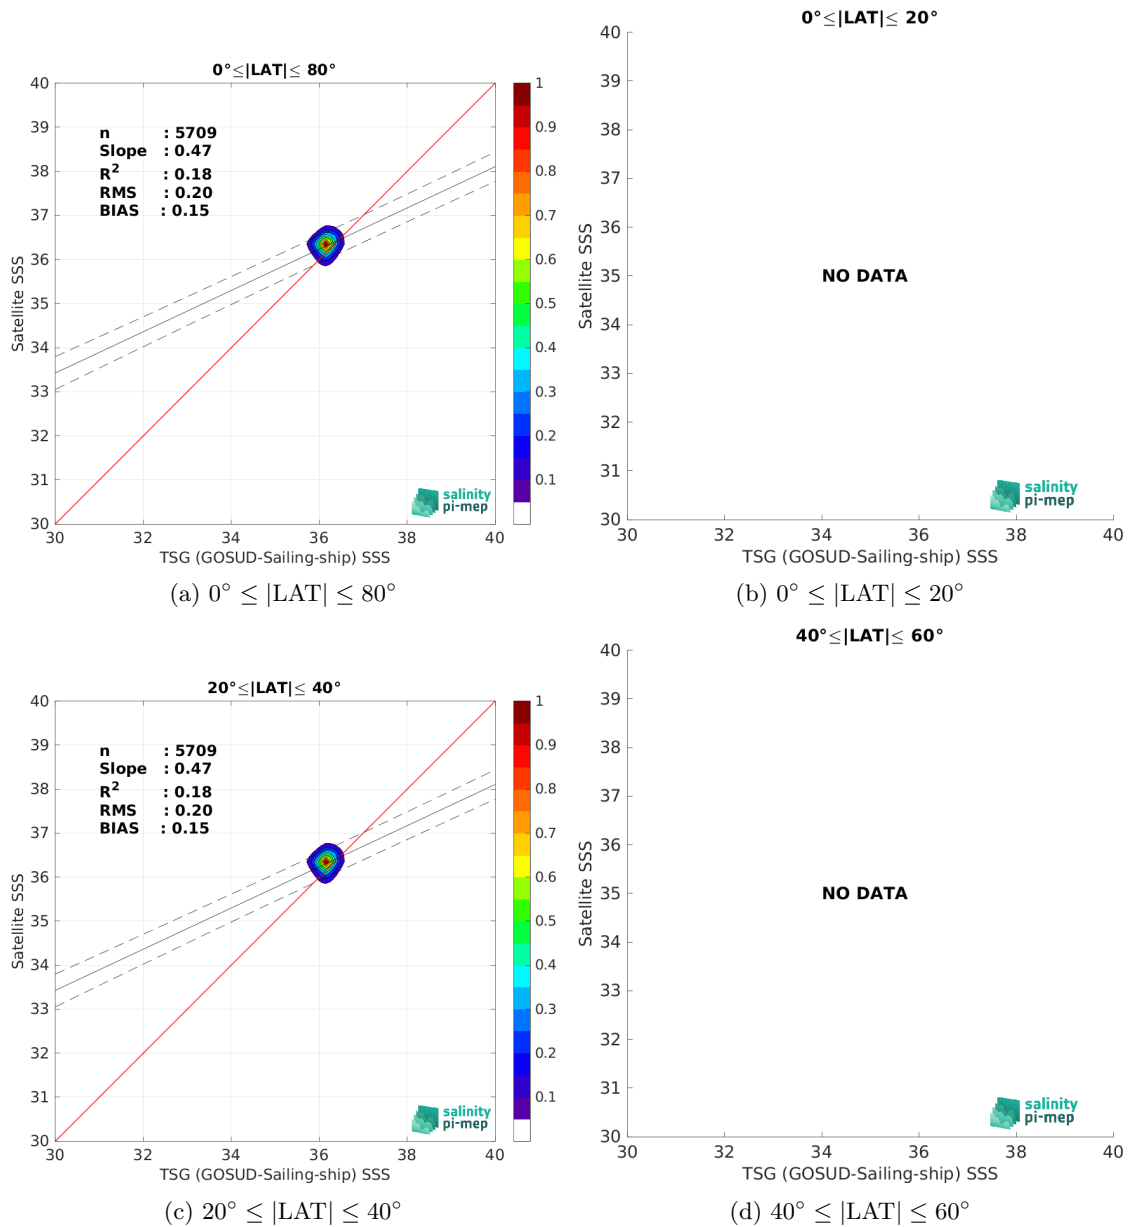 0°≤|LAT|≤ 80°
40
39
38
37
36
35
34
33
32
31
30
Satellite SSS
n : 5709
Slope : 0.47
R² : 0.18
RMS : 0.20
BIAS : 0.15
salinity
pi-mep
30 32 34 36 38 40
TSG (GOSUD-Sailing-ship) SSS
1
0.9
0.8
0.7
0.6
0.5
0.4
0.3
0.2
0.1
(a) 0° ≤ |LAT| ≤ 80°
0°≤|LAT|≤ 20°
40
39
38
37
36
35
34
33
32
31
30
Satellite SSS
NO DATA
salinity
pi-mep
30 32 34 36 38 40
TSG (GOSUD-Sailing-ship) SSS
(b) 0° ≤ |LAT| ≤ 20°
20°≤|LAT|≤ 40°
40
39
38
37
36
35
34
33
32
31
30
Satellite SSS
n : 5709
Slope : 0.47
R² : 0.18
RMS : 0.20
BIAS : 0.15
salinity
pi-mep
30 32 34 36 38 40
TSG (GOSUD-Sailing-ship) SSS
1
0.9
0.8
0.7
0.6
0.5
0.4
0.3
0.2
0.1
(c) 20° ≤ |LAT| ≤ 40°
40°≤|LAT|≤ 60°
40
39
38
37
36
35
34
33
32
31
30
Satellite SSS
NO DATA
salinity
pi-mep
30 32 34 36 38 40
TSG (GOSUD-Sailing-ship) SSS
(d) 40° ≤ |LAT| ≤ 60°